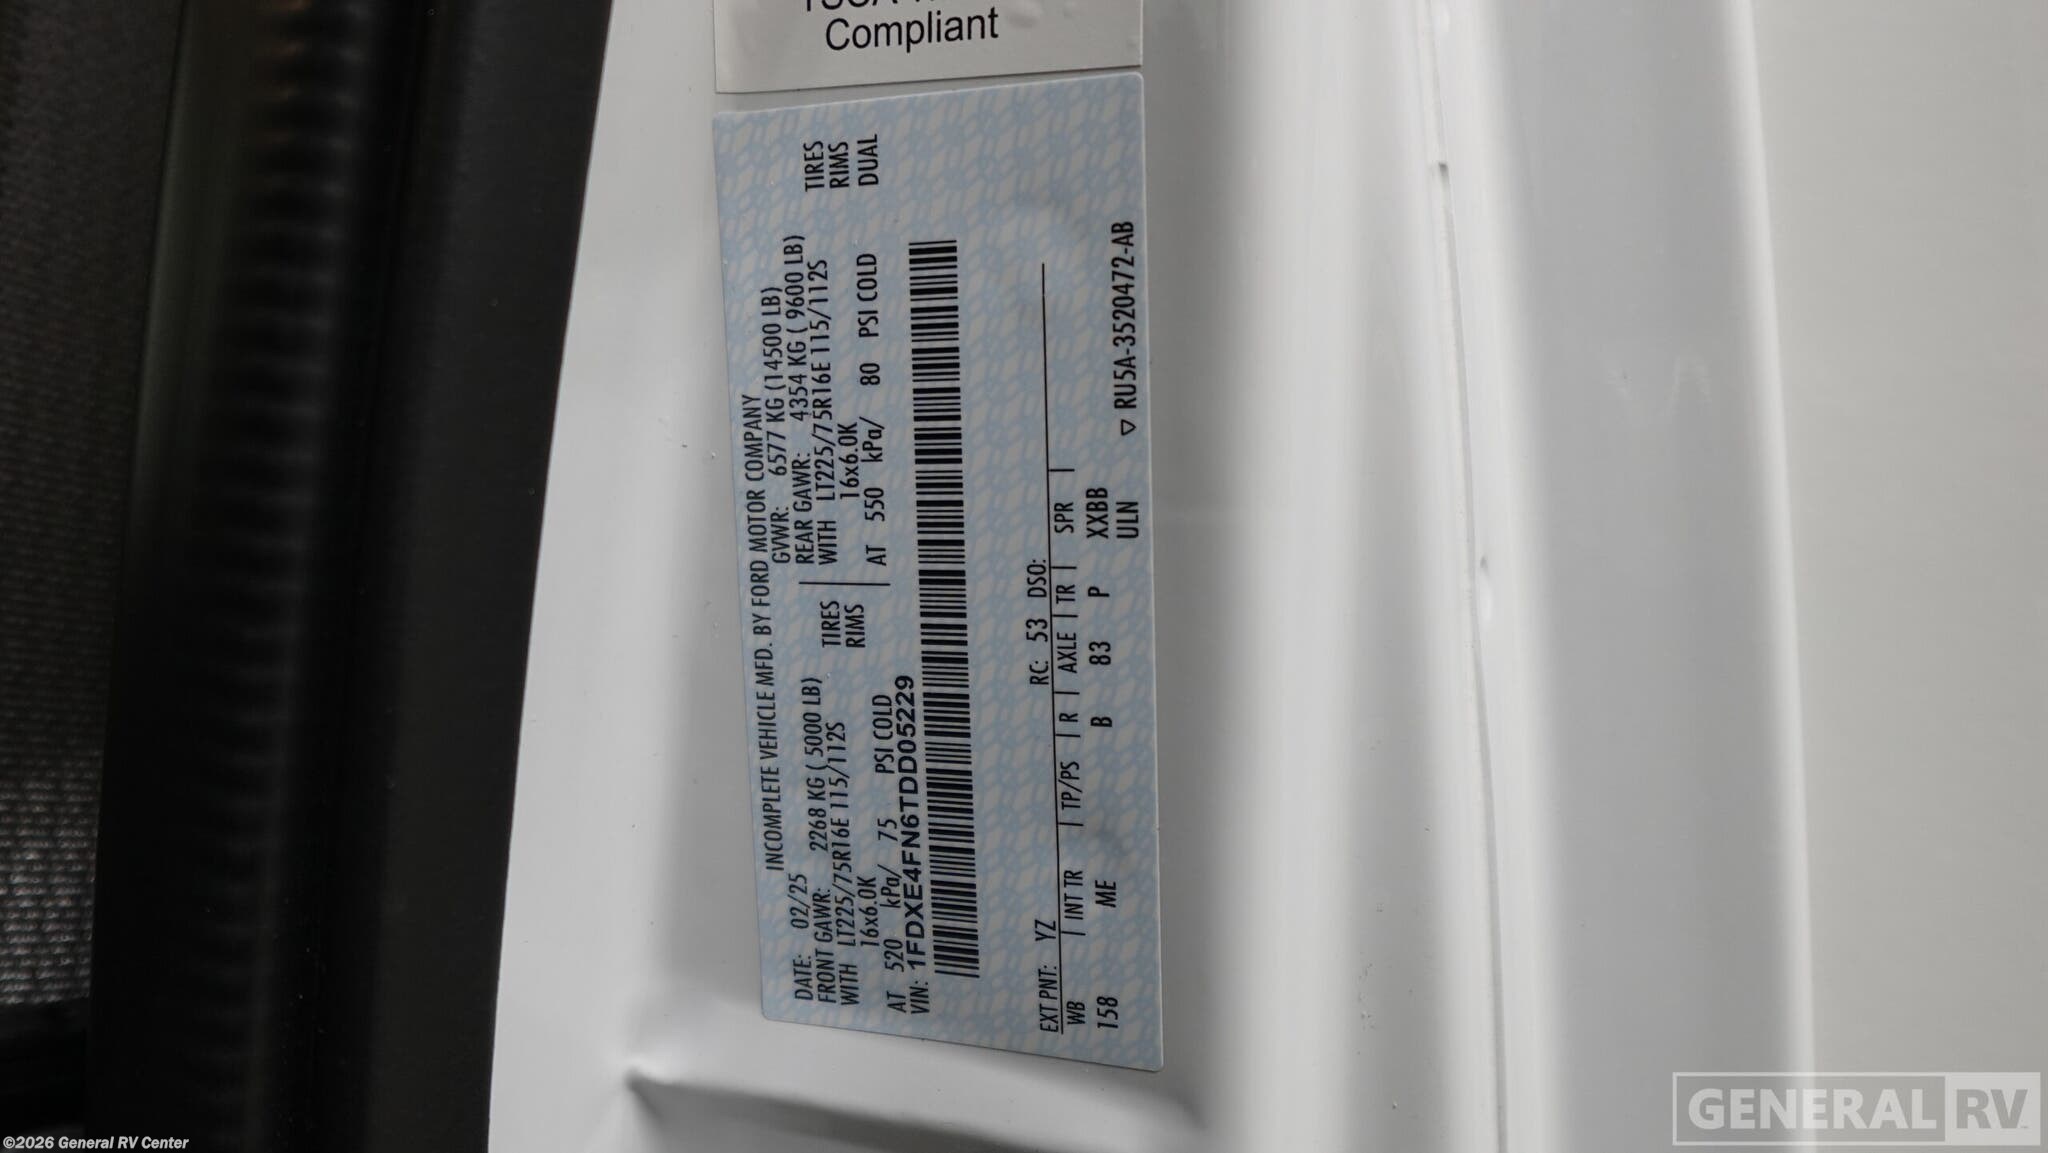 Compliant
INCOMPLETE VEHICLE MFD. BY FORD MOTOR COMPANY
DATE: 02/25 GVWR: 6577 KG (14500 LB)
FRONT GAWR: 2268 KG ( 5000 LB) REAR GAWR: 4354 KG ( 9600 LB)
WITH LT225/75R16E 115/112S TIRES WITH LT225/75R16E 115/112S TIRES
16x6.0K RIMS 16x6.0K RIMS
AT 520 kPa/ 75 PSI COLD AT 550 kPa/ 80 PSI COLD DUAL
VIN: 1FDXE4FN6TDD05229
EXT PNT: YZ RC: 53 DSO:
WB | INT TR | TP/PS | R | AXLE | TR | SPR |
158 ME B 83 P XXBB
ULN
▽ RU5A-3520472-AB
GENERAL RV
©2026 General RV Center